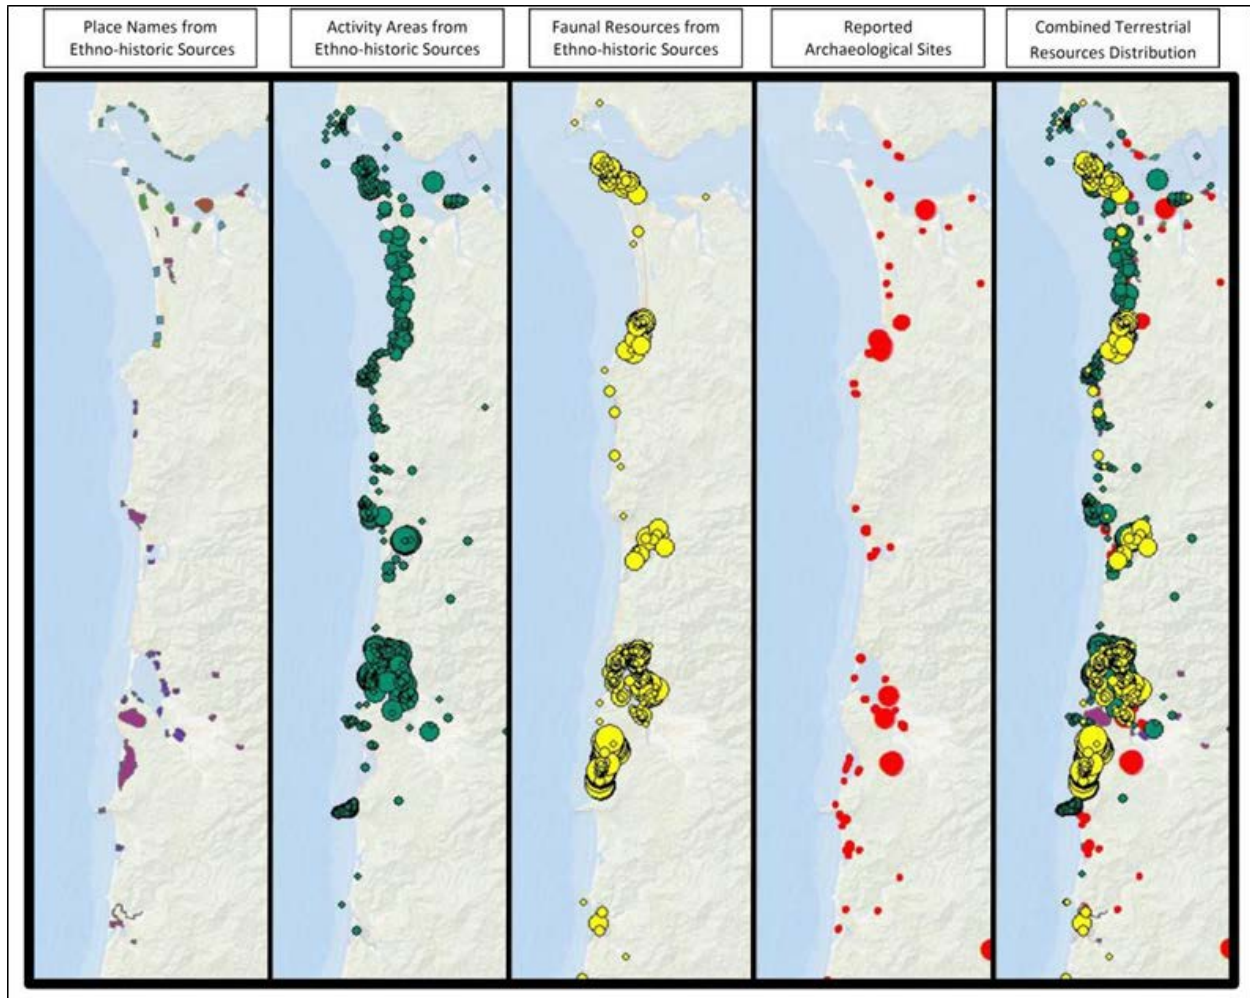 Place Names from
Ethno-historic Sources
Activity Areas from
Ethno-historic Sources
Faunal Resources from
Ethno-historic Sources
Reported
Archaeological Sites
Combined Terrestrial
Resources Distribution